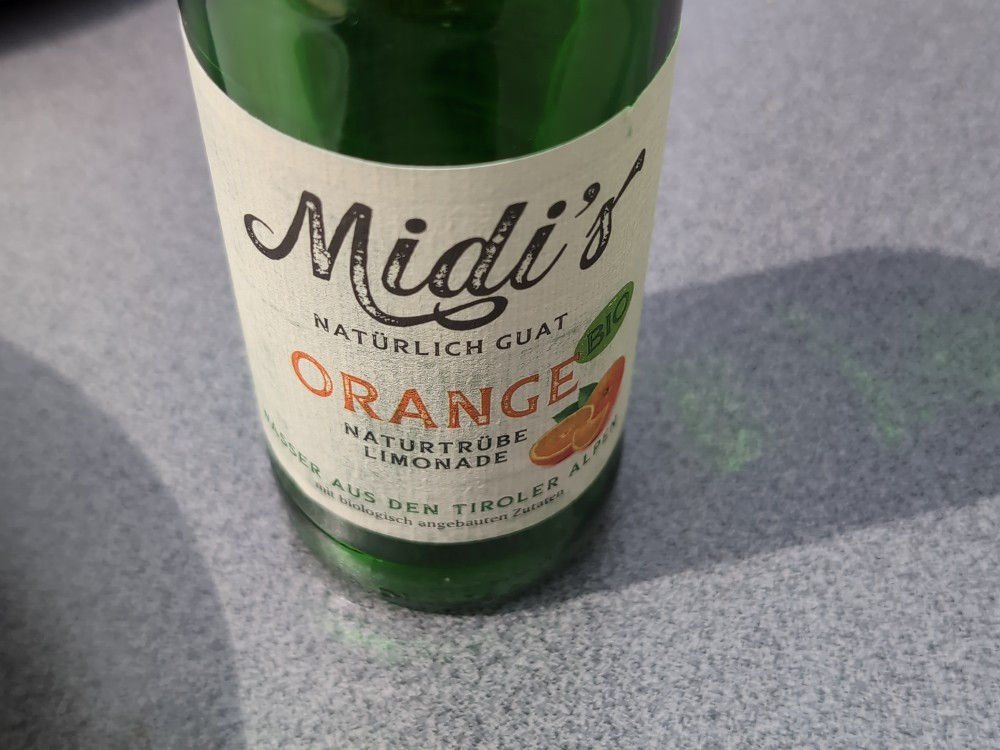 Midi's
NATÜRLICH GUAT
BIO
ORANGE
NATURTRÜBE
LIMONADE
WASSER AUS DEN TIROLER ALPEN
mit biologisch angebauten Zutaten